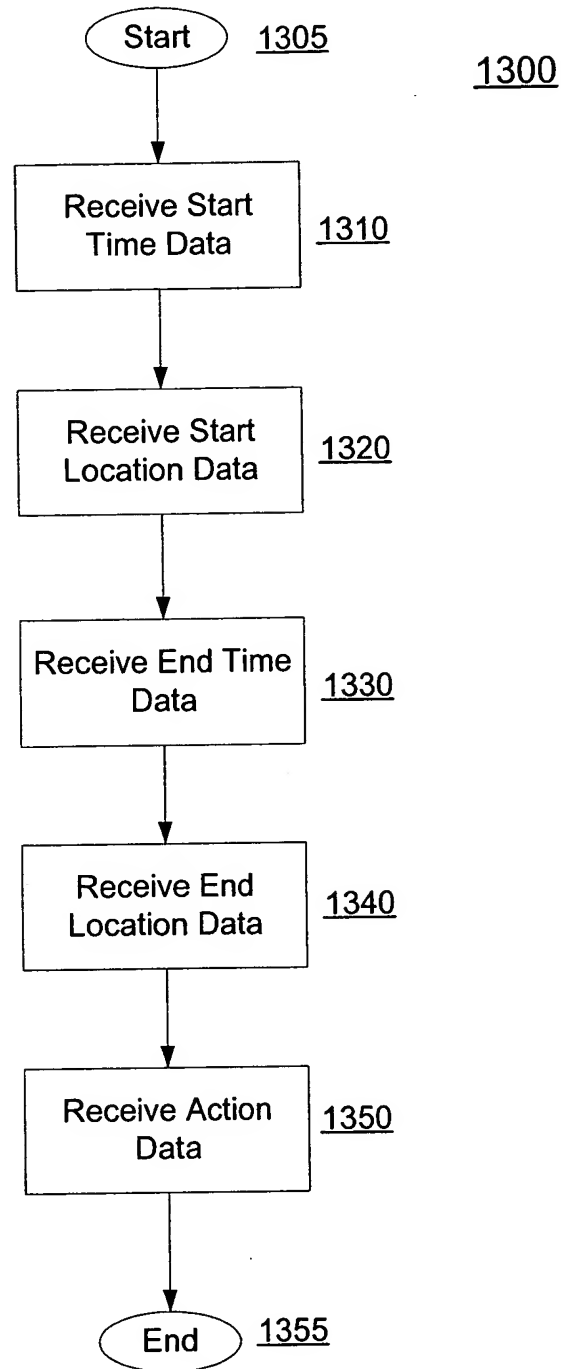 Start
1305
1300
Receive Start
Time Data
1310
Receive Start
Location Data
1320
Receive End Time
Data
1330
Receive End
Location Data
1340
Receive Action
Data
1350
End
1355